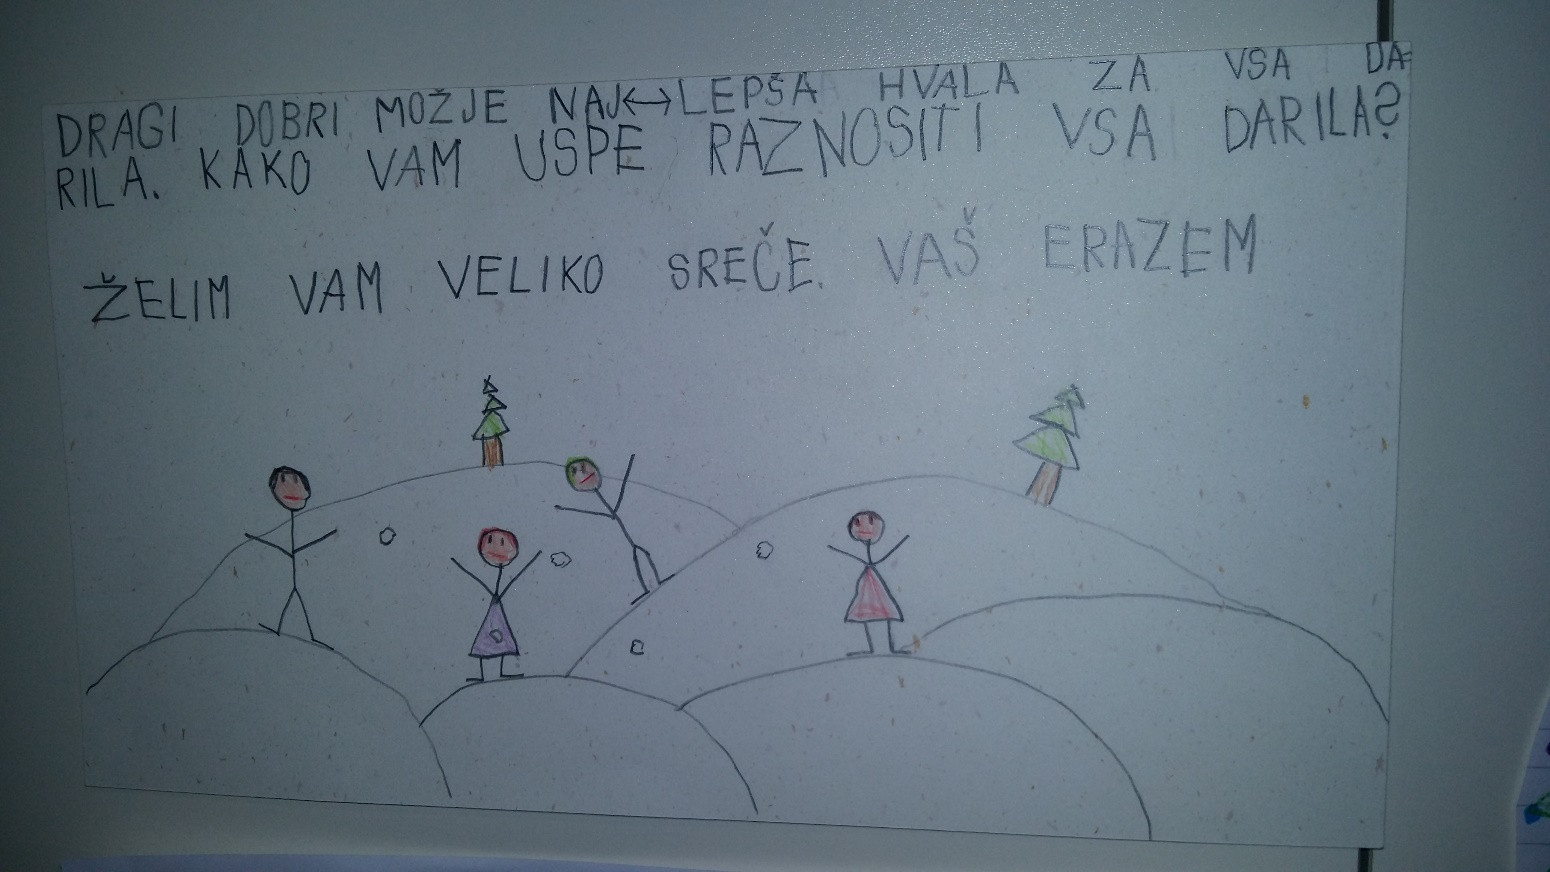 DRAGI DOBRI MOŽJE NAJ↔LEPŠA HVALA ZA VSA DA-
RILA. KAKO VAM USPE RAZNOSITI VSA DARILA?
ŽELIM VAM VELIKO SREČE. VAŠ ERAZEM